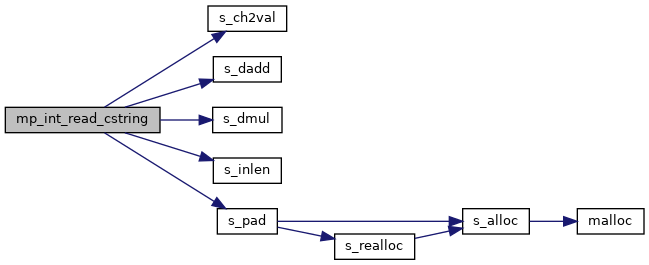 s_ch2val
s_dadd
mp_int_read_cstring
s_dmul
s_inlen
s_pad
s_alloc
malloc
s_realloc